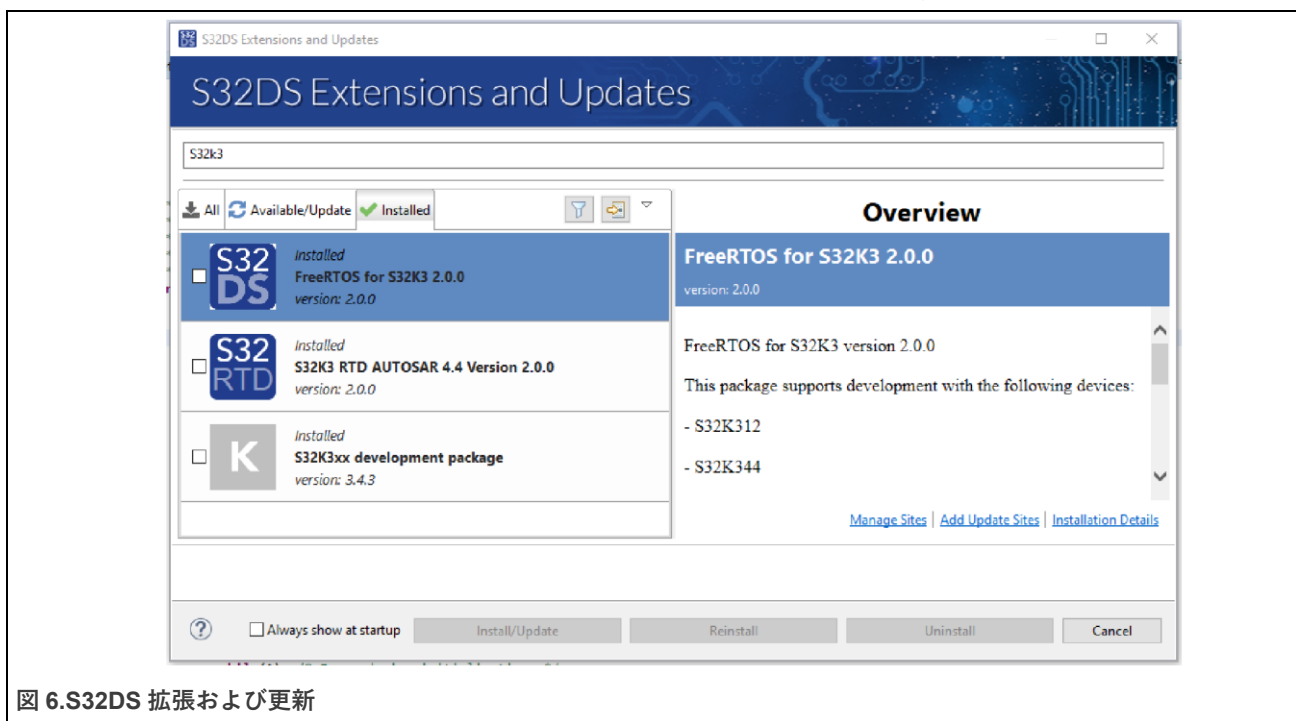 S32DS Extensions and Updates
S32DS Extensions and Updates
S32k3
All Available/Update Installed
S32 DS
Installed
FreeRTOS for S32K3 2.0.0
version: 2.0.0
S32 RTD
Installed
S32K3 RTD AUTOSAR 4.4 Version 2.0.0
version: 2.0.0
K
Installed
S32K3xx development package
version: 3.4.3
Overview
FreeRTOS for S32K3 2.0.0
version: 2.0.0
FreeRTOS for S32K3 version 2.0.0
This package supports development with the following devices:
- S32K312
- S32K344
Manage Sites | Add Update Sites | Installation Details
? Always show at startup Install/Update Reinstall Uninstall Cancel
図 6.S32DS 拡張および更新